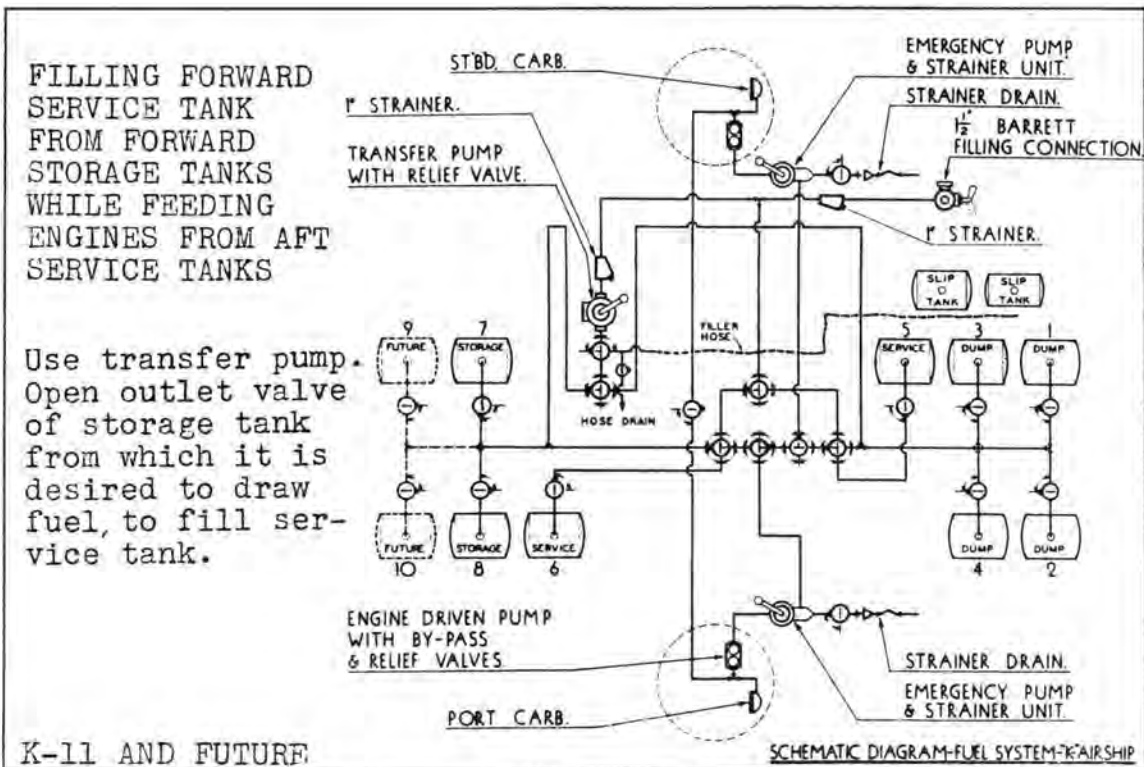 FILLING FORWARD
SERVICE TANK
FROM FORWARD
STORAGE TANKS
WHILE FEEDING
ENGINES FROM AFT
SERVICE TANKS
Use transfer pump.
Open outlet valve
of storage tank
from which it is
desired to draw
fuel, to fill ser-
vice tank.
K-11 AND FUTURE
ST'BD. CARB.
1" STRAINER.
TRANSFER PUMP
WITH RELIEF VALVE.
EMERGENCY PUMP
& STRAINER UNIT.
STRAINER DRAIN.
1 1/2" BARRETT
FILLING CONNECTION.
1" STRAINER.
SLIP
TANK
SLIP
TANK
FILLER
HOSE
HOSE DRAIN
9
FUTURE
7
STORAGE
5
SERVICE
3
DUMP
1
DUMP
FUTURE
10
STORAGE
8
SERVICE
6
DUMP
4
DUMP
2
ENGINE DRIVEN PUMP
WITH BY-PASS
& RELIEF VALVES
PORT CARB.
STRAINER DRAIN.
EMERGENCY PUMP
& STRAINER UNIT.
SCHEMATIC DIAGRAM-FUEL SYSTEM-"K"AIRSHIP